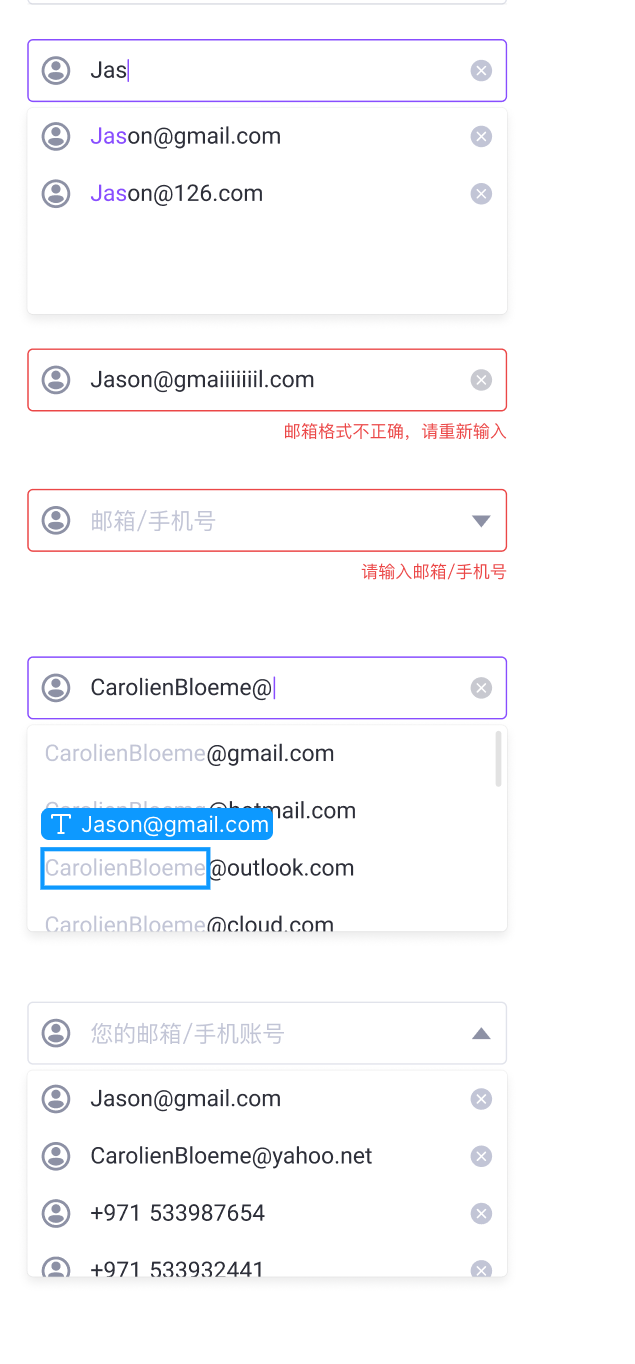 Jas
Jason@gmail.com
Jason@126.com
Jason@gmaiiiiiiil.com
邮箱格式不正确，请重新输入
邮箱/手机号
请输入邮箱/手机号
CarolienBloeme@
CarolienBloeme@gmail.com
CarolienBloeme@hotmail.com
Jason@gmail.com
CarolienBloeme@outlook.com
CarolienBloeme@cloud.com
您的邮箱/手机账号
Jason@gmail.com
CarolienBloeme@yahoo.net
+971 533987654
+971 533932441